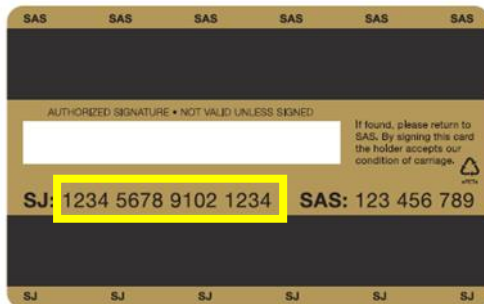 SAS SAS SAS SAS SAS SAS
AUTHORIZED SIGNATURE • NOT VALID UNLESS SIGNED
If found, please return to
SAS. By signing this card
the holder accepts our
condition of carriage.
SJ: 1234 5678 9102 1234 SAS: 123 456 789
SJ SJ SJ SJ SJ SJ